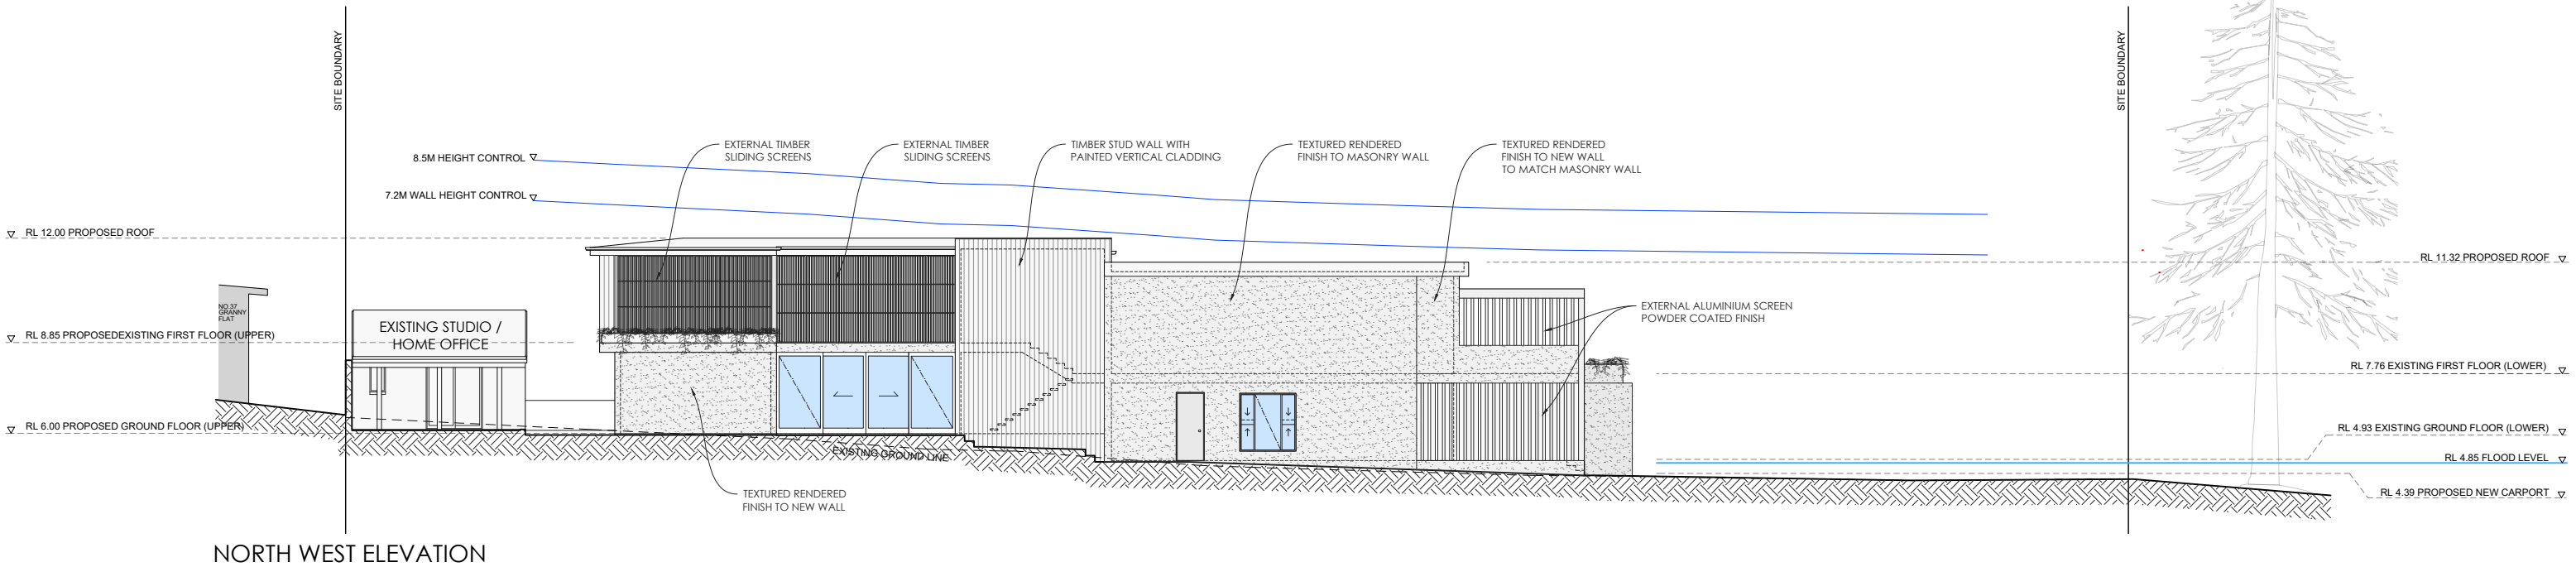 SITE BOUNDARY
SITE BOUNDARY
8.5M HEIGHT CONTROL
7.2M WALL HEIGHT CONTROL
EXTERNAL TIMBER
SLIDING SCREENS
EXTERNAL TIMBER
SLIDING SCREENS
TIMBER STUD WALL WITH
PAINTED VERTICAL CLADDING
TEXTURED RENDERED
FINISH TO MASONRY WALL
TEXTURED RENDERED
FINISH TO NEW WALL
TO MATCH MASONRY WALL
RL 12.00 PROPOSED ROOF
RL 11.32 PROPOSED ROOF
NO 37
GRANNY
FLAT
EXISTING STUDIO /
HOME OFFICE
EXTERNAL ALUMINIUM SCREEN
POWDER COATED FINISH
RL 8.85 PROPOSEDEXISTING FIRST FLOOR (UPPER)
RL 7.76 EXISTING FIRST FLOOR (LOWER)
RL 6.00 PROPOSED GROUND FLOOR (UPPER)
RL 4.93 EXISTING GROUND FLOOR (LOWER)
EXISTING GROUND LINE
RL 4.85 FLOOD LEVEL
RL 4.39 PROPOSED NEW CARPORT
TEXTURED RENDERED
FINISH TO NEW WALL
NORTH WEST ELEVATION